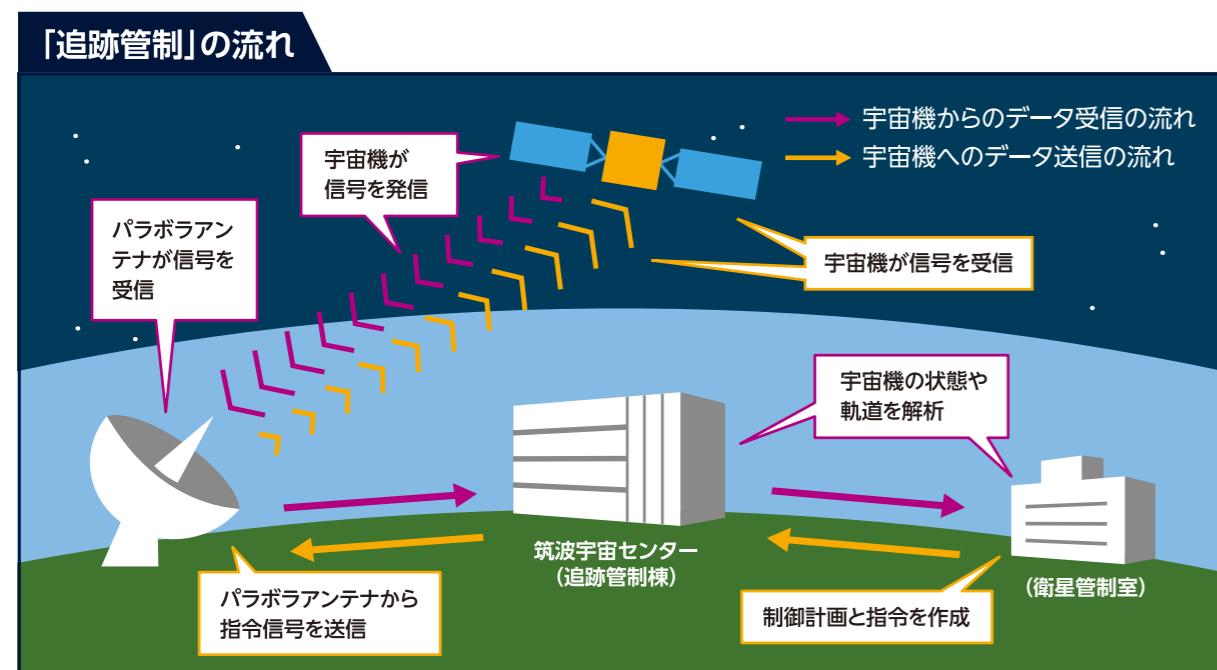 「追跡管制」の流れ
宇宙機からのデータ受信の流れ
宇宙機へのデータ送信の流れ
宇宙機が
信号を発信
パラボラアン
テナが信号を
受信
宇宙機が信号を受信
宇宙機の状態や
軌道を解析
筑波宇宙センター
（追跡管制棟）
（衛星管制室）
パラボラアンテナから
指令信号を送信
制御計画と指令を作成